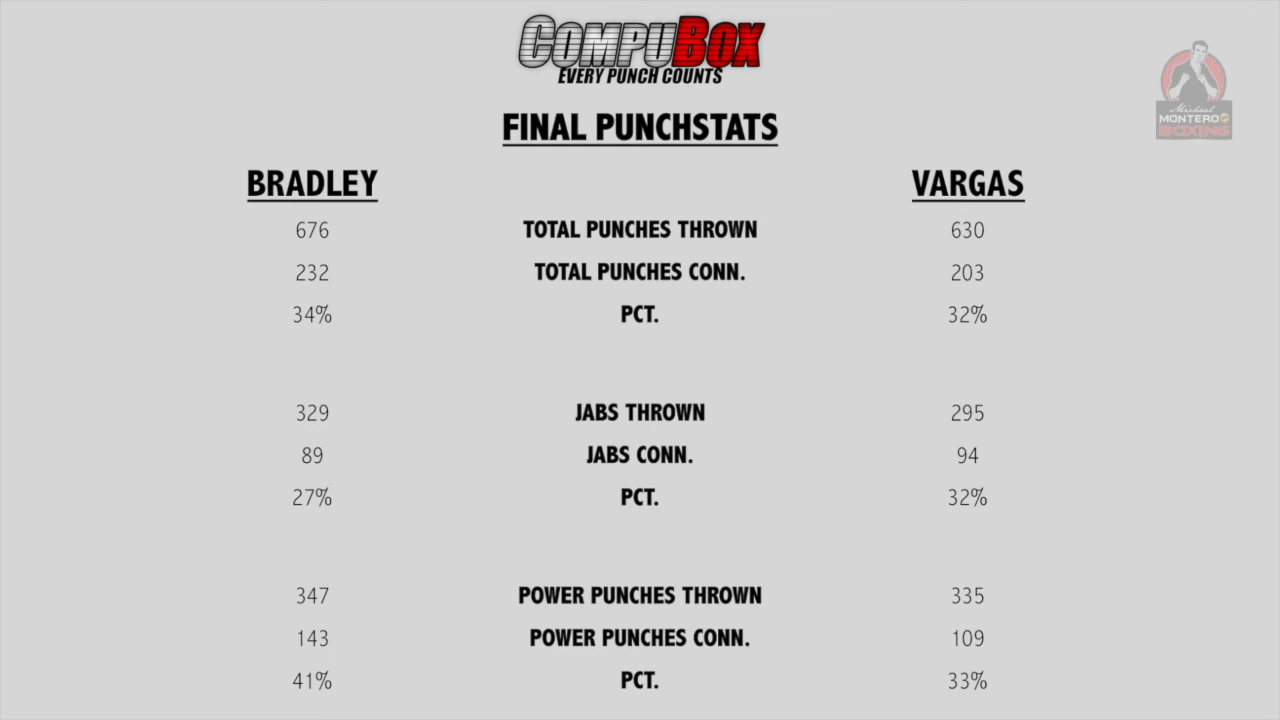 COMPUBOX
EVERY PUNCH COUNTS
Michael
MONTERO
BOXING
FINAL PUNCHSTATS
BRADLEY VARGAS
676 TOTAL PUNCHES THROWN 630
232 TOTAL PUNCHES CONN. 203
34% PCT. 32%
329 JABS THROWN 295
89 JABS CONN. 94
27% PCT. 32%
347 POWER PUNCHES THROWN 335
143 POWER PUNCHES CONN. 109
41% PCT. 33%